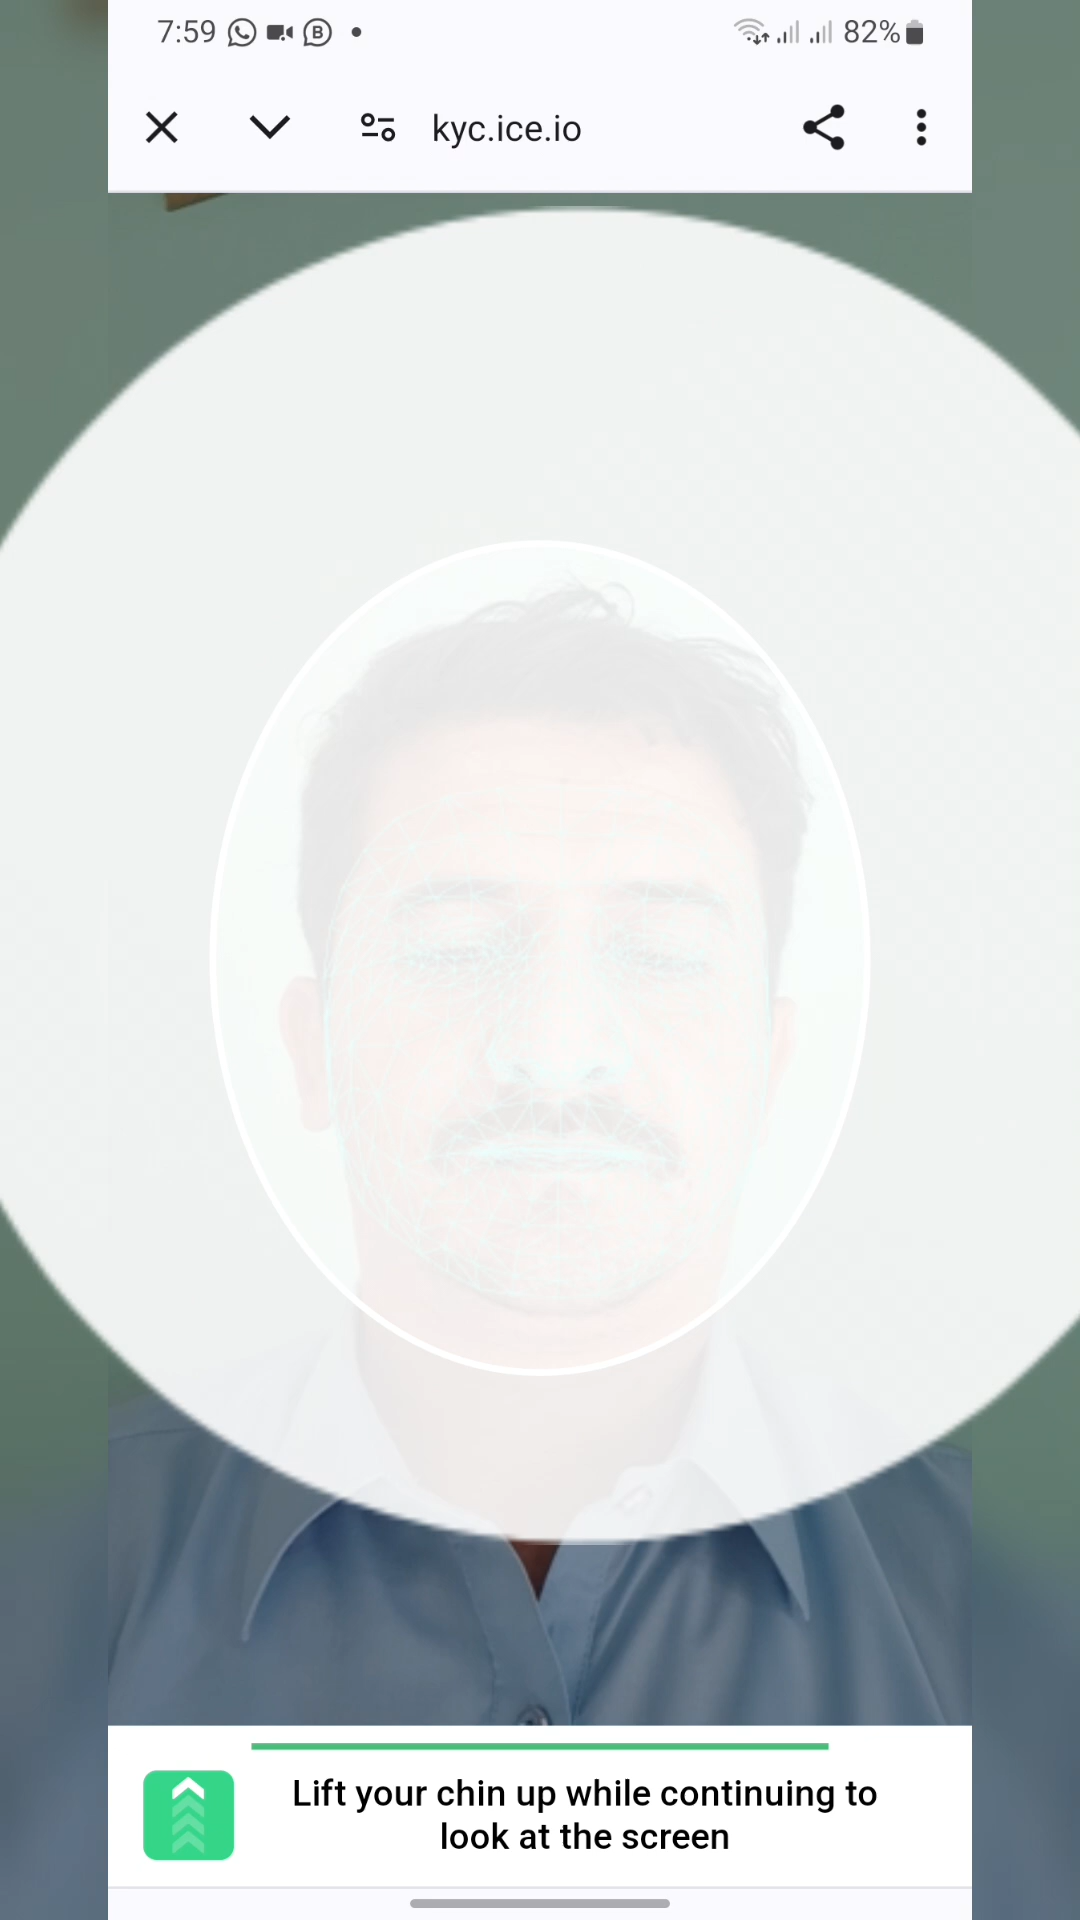 7:59
82%
kyc.ice.io
Lift your chin up while continuing to
look at the screen